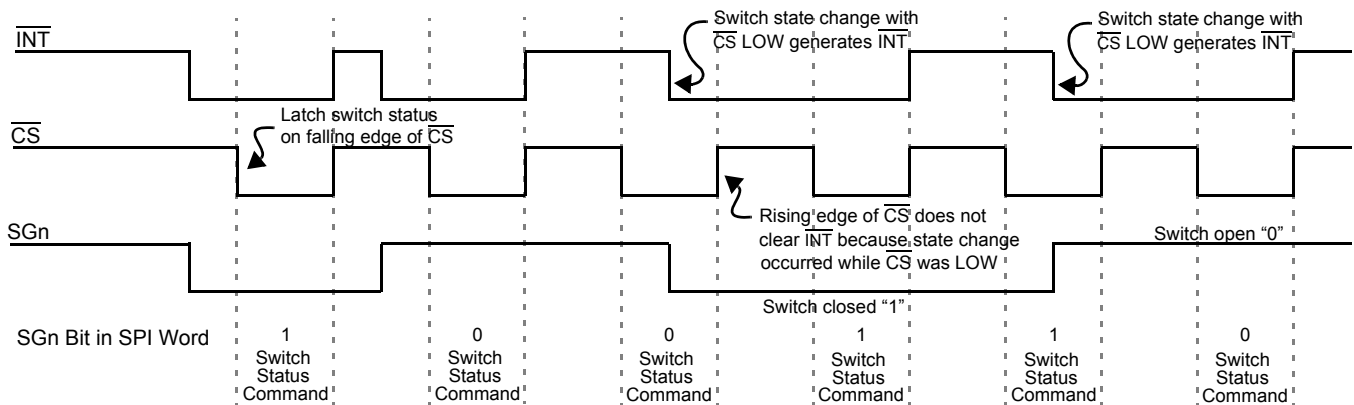 INT
Switch state change with
CS LOW generates INT
Switch state change with
CS LOW generates INT
Latch switch status
on falling edge of CS
CS
Rising edge of CS does not
clear INT because state change
occurred while CS was LOW
SGn
Switch open “0”
Switch closed “1”
SGn Bit in SPI Word
1
Switch
Status
Command
0
Switch
Status
Command
0
Switch
Status
Command
1
Switch
Status
Command
1
Switch
Status
Command
0
Switch
Status
Command